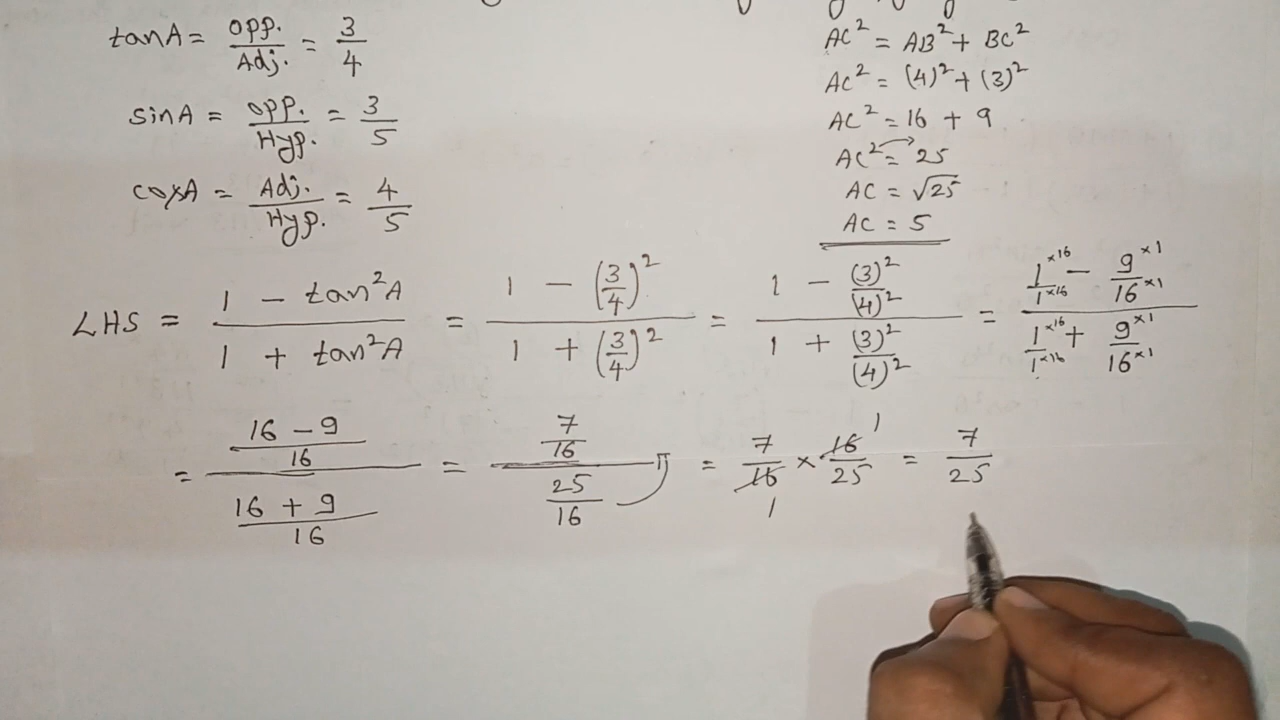 tanA = opp./Adj. = 3/4
sinA = opp./Hyp. = 3/5
cosA = Adj./Hyp. = 4/5
AC² = AB² + BC²
AC² = (4)² + (3)²
AC² = 16 + 9
AC² = 25
AC = √25
AC = 5
LHS = (1 - tan²A)/(1 + tan²A) = (1 - (3/4)²)/(1 + (3/4)²) = (1 - (3)²/(4)²)/(1 + (3)²/(4)²) = (1×16/1×16 - 9×1/16×1)/(1×16/1×16 + 9×1/16×1)
= ((16 - 9)/16)/((16 + 9)/16) = (7/16)/(25/16) = 7/16 1 × 16/25 1 = 7/25